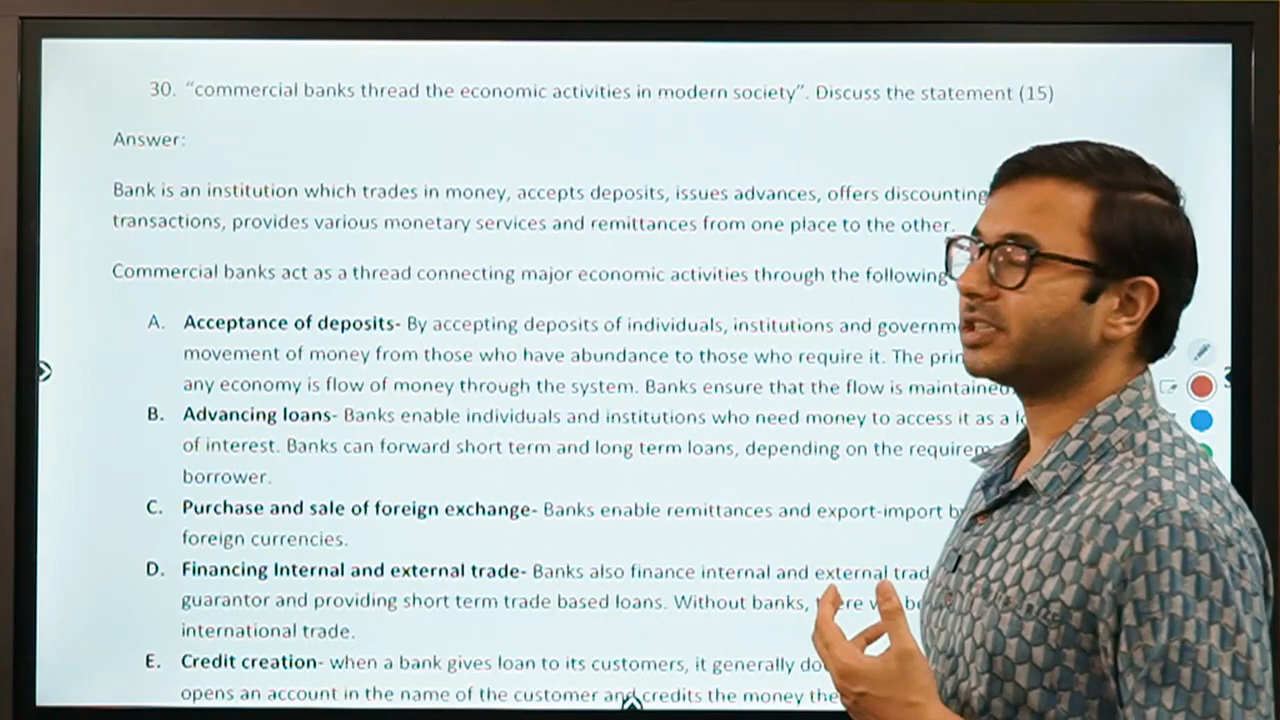 30. “commercial banks thread the economic activities in modern society”. Discuss the statement (15)
Answer:
Bank is an institution which trades in money, accepts deposits, issues advances, offers discounting
transactions, provides various monetary services and remittances from one place to the other.
Commercial banks act as a thread connecting major economic activities through the following
A. Acceptance of deposits- By accepting deposits of individuals, institutions and
movement of money from those who have abundance to those who require it. The
any economy is flow of money through the system. Banks ensure that the flow is maintained
B. Advancing loans- Banks enable individuals and institutions who need money to access it as a
of interest. Banks can forward short term and long term loans, depending on the
borrower.
C. Purchase and sale of foreign exchange- Banks enable remittances and export-import
foreign currencies.
D. Financing Internal and external trade- Banks also finance internal and external
guarantor and providing short term trade based loans. Without banks,
international trade.
E. Credit creation- when a bank gives loan to its customers, it generally
opens an account in the name of the customer and credits the money